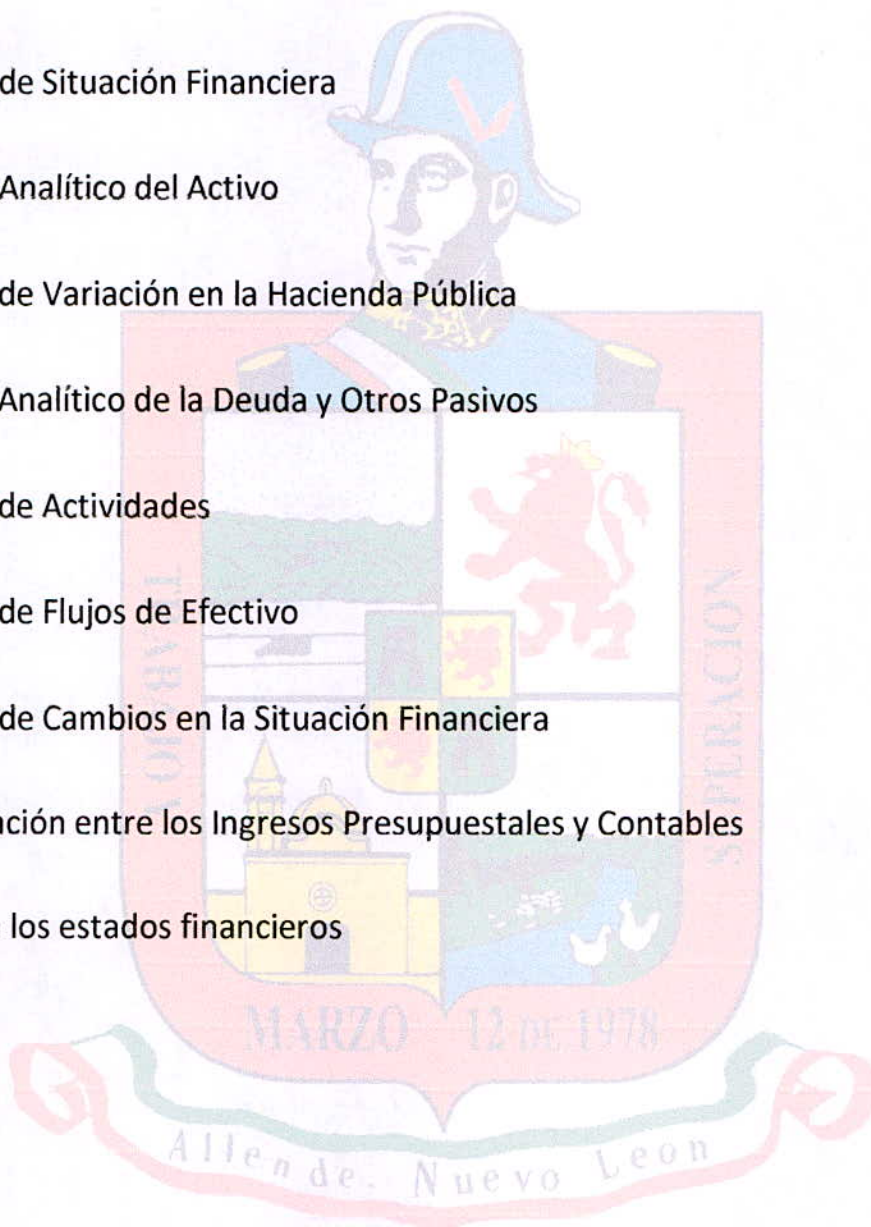 de Situación Financiera
Analítico del Activo
de Variación en la Hacienda Pública
Analítico de la Deuda y Otros Pasivos
de Actividades
de Flujos de Efectivo
de Cambios en la Situación Financiera
ación entre los Ingresos Presupuestales y Contables
los estados financieros
TRABAJO Y
SUPERACION
MARZO 12 DE 1978
Allende, Nuevo Leon